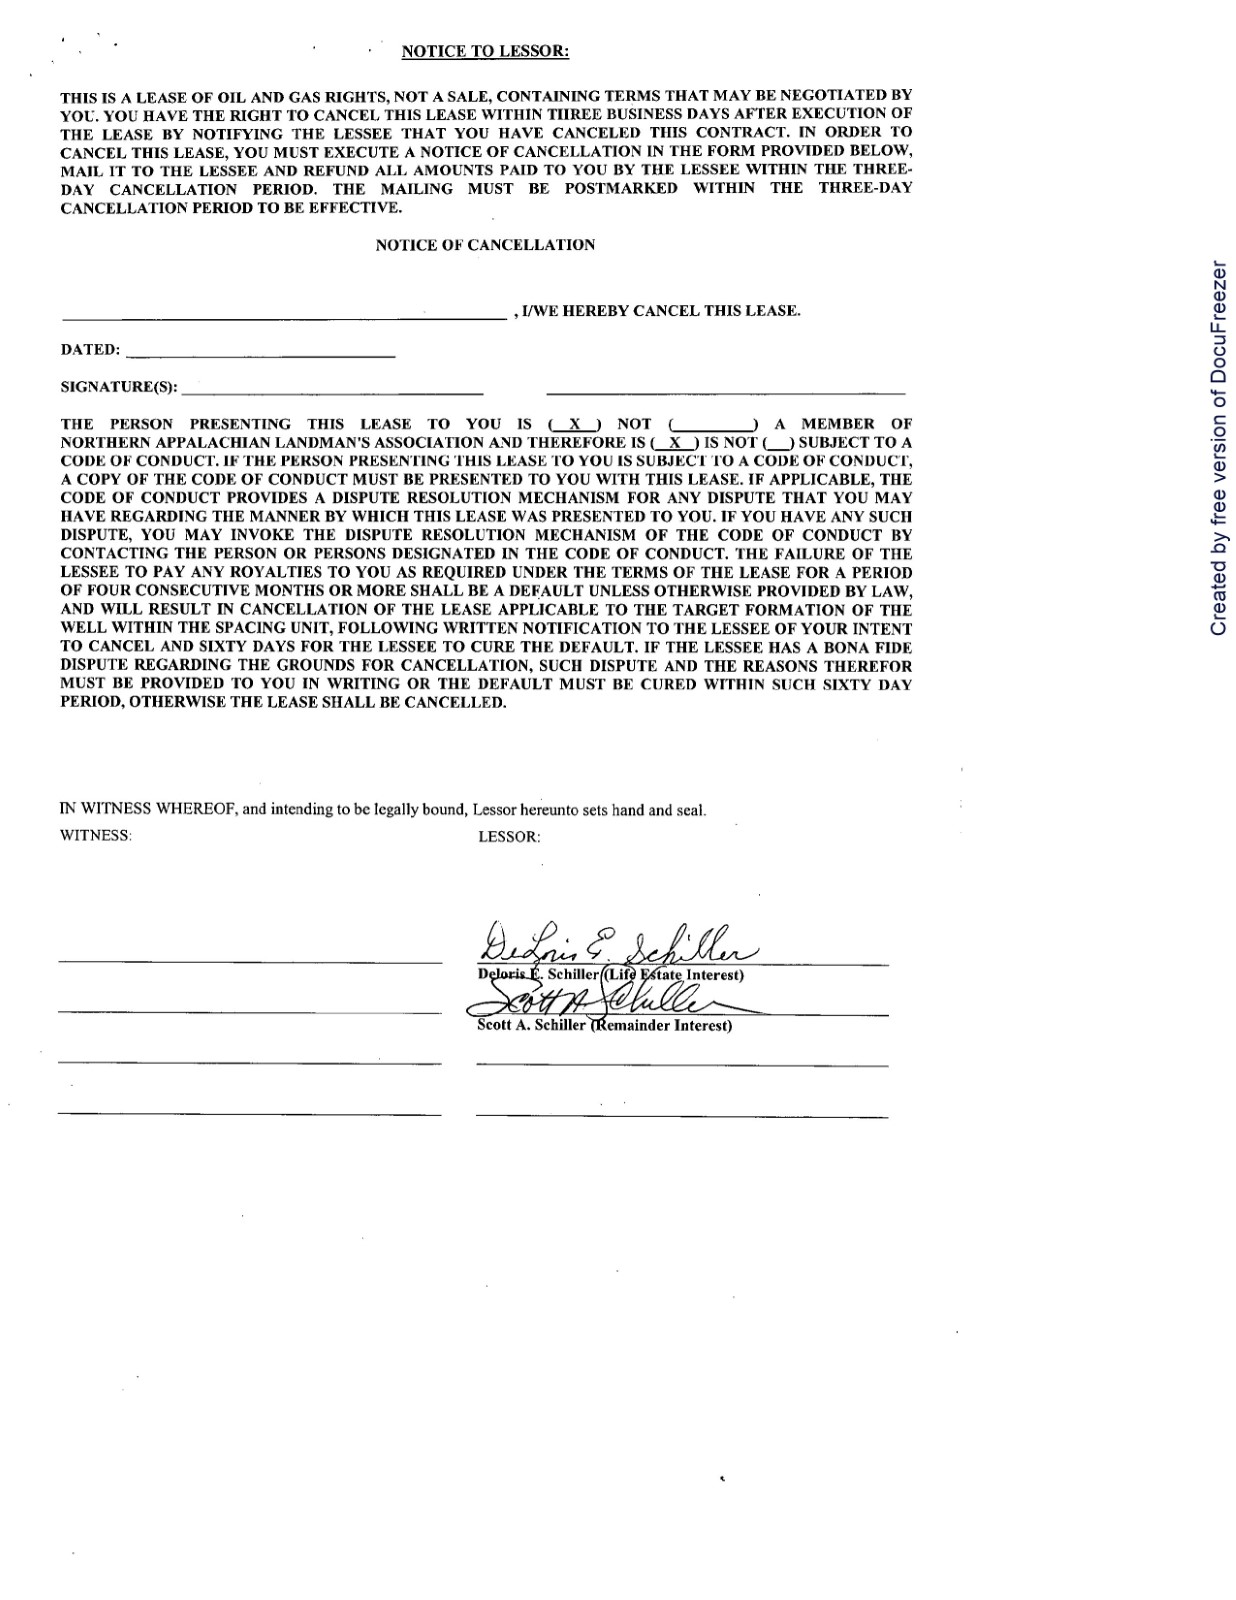 NOTICE TO LESSOR:
THIS IS A LEASE OF OIL AND GAS RIGHTS, NOT A SALE, CONTAINING TERMS THAT MAY BE NEGOTIATED BY
YOU. YOU HAVE THE RIGHT TO CANCEL THIS LEASE WITHIN THREE BUSINESS DAYS AFTER EXECUTION OF
THE LEASE BY NOTIFYING THE LESSEE THAT YOU HAVE CANCELED THIS CONTRACT. IN ORDER TO
CANCEL THIS LEASE, YOU MUST EXECUTE A NOTICE OF CANCELLATION IN THE FORM PROVIDED BELOW,
MAIL IT TO THE LESSEE AND REFUND ALL AMOUNTS PAID TO YOU BY THE LESSEE WITHIN THE THREE-
DAY CANCELLATION PERIOD. THE MAILING MUST BE POSTMARKED WITHIN THE THREE-DAY
CANCELLATION PERIOD TO BE EFFECTIVE.
NOTICE OF CANCELLATION
, I/WE HEREBY CANCEL THIS LEASE.
DATED:
SIGNATURE(S):
THE PERSON PRESENTING THIS LEASE TO YOU IS ( X ) NOT ( ) A MEMBER OF
NORTHERN APPALACHIAN LANDMAN'S ASSOCIATION AND THEREFORE IS ( X ) IS NOT ( ) SUBJECT TO A
CODE OF CONDUCT. IF THE PERSON PRESENTING THIS LEASE TO YOU IS SUBJECT TO A CODE OF CONDUCT,
A COPY OF THE CODE OF CONDUCT MUST BE PRESENTED TO YOU WITH THIS LEASE. IF APPLICABLE, THE
CODE OF CONDUCT PROVIDES A DISPUTE RESOLUTION MECHANISM FOR ANY DISPUTE THAT YOU MAY
HAVE REGARDING THE MANNER BY WHICH THIS LEASE WAS PRESENTED TO YOU. IF YOU HAVE ANY SUCH
DISPUTE, YOU MAY INVOKE THE DISPUTE RESOLUTION MECHANISM OF THE CODE OF CONDUCT BY
CONTACTING THE PERSON OR PERSONS DESIGNATED IN THE CODE OF CONDUCT. THE FAILURE OF THE
LESSEE TO PAY ANY ROYALTIES TO YOU AS REQUIRED UNDER THE TERMS OF THE LEASE FOR A PERIOD
OF FOUR CONSECUTIVE MONTHS OR MORE SHALL BE A DEFAULT UNLESS OTHERWISE PROVIDED BY LAW,
AND WILL RESULT IN CANCELLATION OF THE LEASE APPLICABLE TO THE TARGET FORMATION OF THE
WELL WITHIN THE SPACING UNIT, FOLLOWING WRITTEN NOTIFICATION TO THE LESSEE OF YOUR INTENT
TO CANCEL AND SIXTY DAYS FOR THE LESSEE TO CURE THE DEFAULT. IF THE LESSEE HAS A BONA FIDE
DISPUTE REGARDING THE GROUNDS FOR CANCELLATION, SUCH DISPUTE AND THE REASONS THEREFOR
MUST BE PROVIDED TO YOU IN WRITING OR THE DEFAULT MUST BE CURED WITHIN SUCH SIXTY DAY
PERIOD, OTHERWISE THE LEASE SHALL BE CANCELLED.
IN WITNESS WHEREOF, and intending to be legally bound, Lessor hereunto sets hand and seal.
WITNESS: LESSOR:
DeLoris E. Schiller
Deloris E. Schiller (Life Estate Interest)
Scott A. Schiller
Scott A. Schiller (Remainder Interest)
Created by free version of DocuFreezer